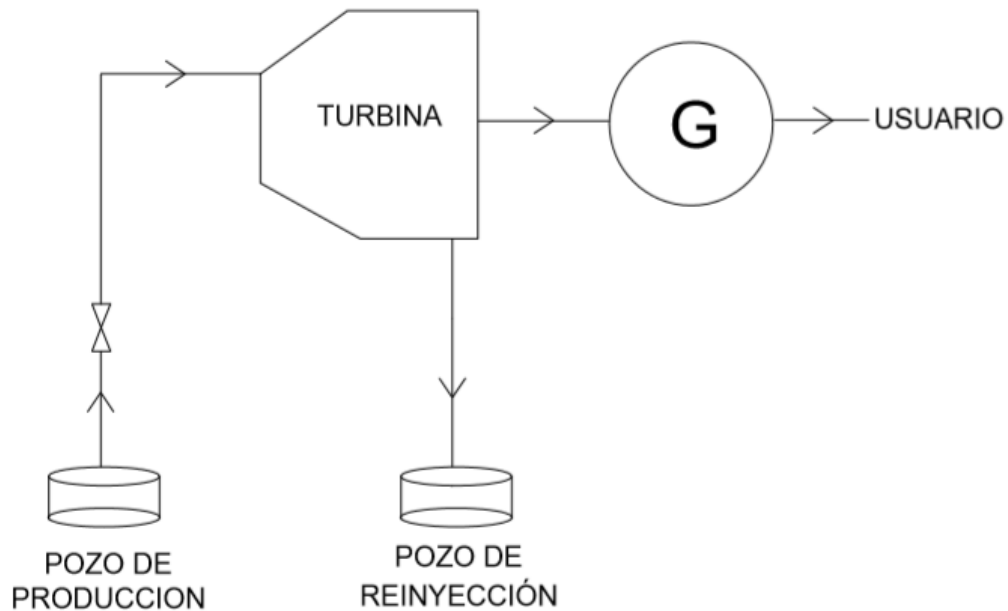 TURBINA
G
USUARIO
POZO DE
PRODUCCION
POZO DE
REINYECCIÓN